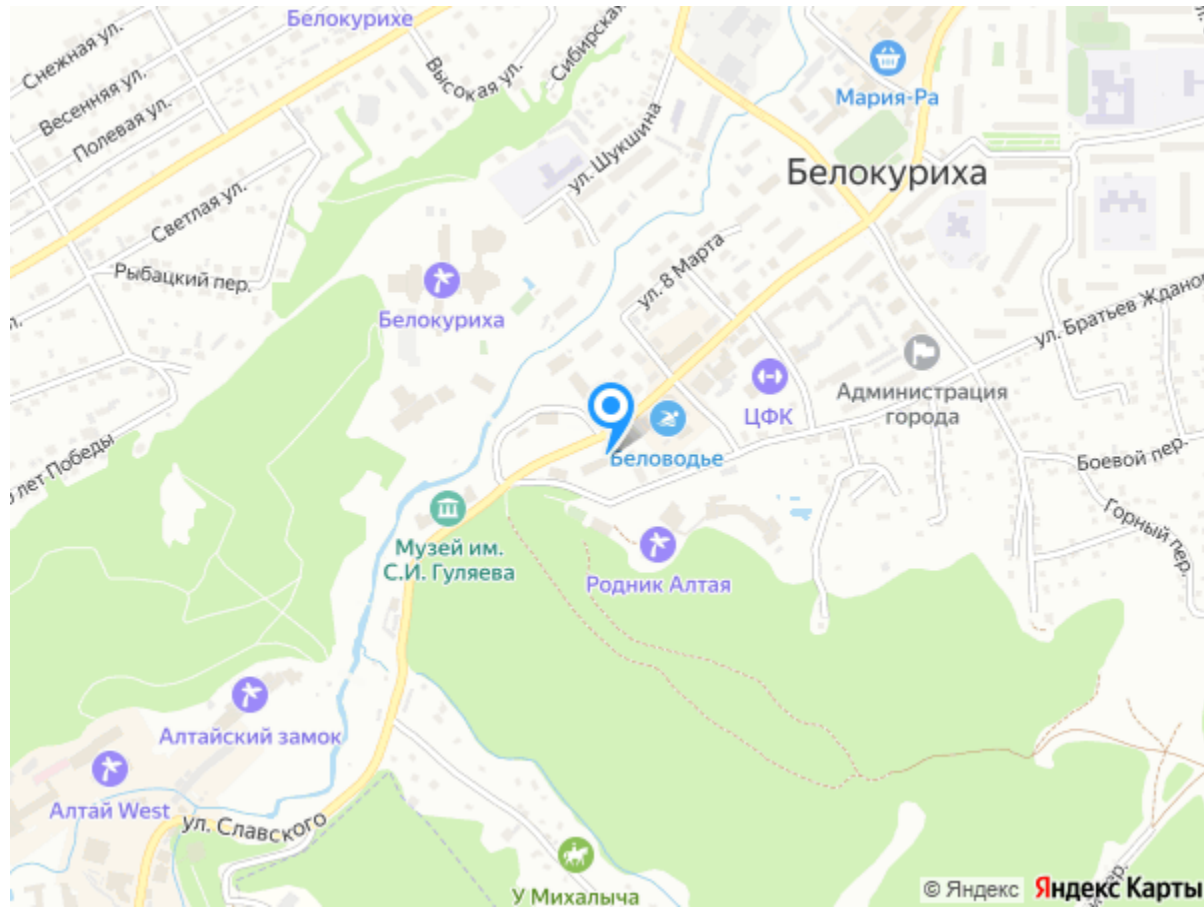 Белокурихе
Снежная ул.
Весенняя ул.
Полевая ул.
Светлая ул.
Рыбацкий пер.
Высокая ул.
Сибирская
ул. Шукшина
Мария-Ра
Белокуриха
ул. 8 Марта
Белокуриха
ул. Братьев Ждано
Администрация
города
ЦФК
Беловодье
Боевой пер.
Горный пер.
лет Победы
Музей им.
С.И. Гуляева
Родник Алтая
Алтайский замок
Алтай West
ул. Славского
У Михалыча
© Яндекс
Яндекс Карты